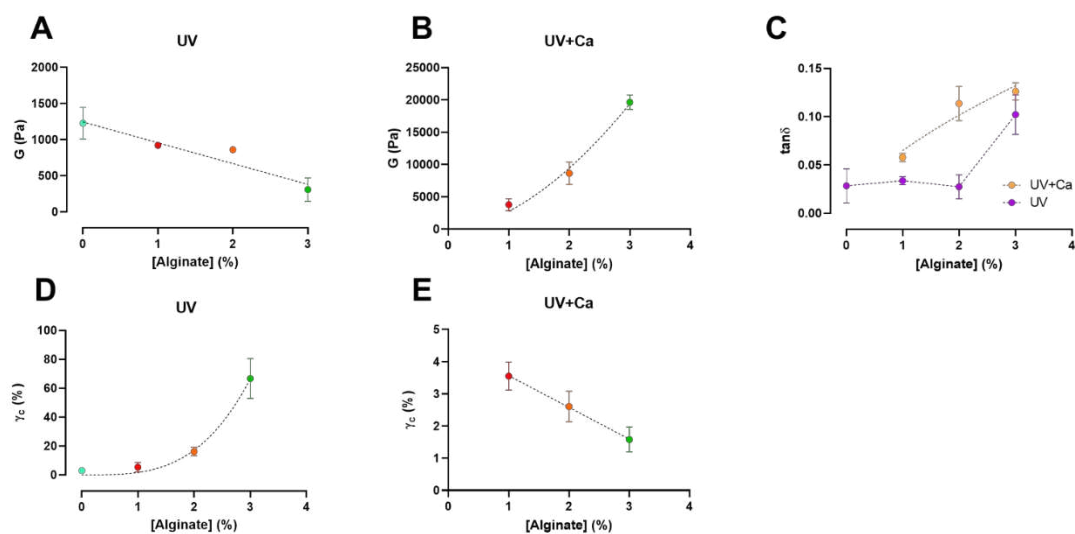 A
UV
2000
1500
1000
500
0
G (Pa)
0 1 2 3
[Alginate] (%)
B
UV+Ca
25000
20000
15000
10000
5000
0
G (Pa)
0 1 2 3 4
[Alginate] (%)
C
0.15
0.10
0.05
0.00
tanδ
UV+Ca
UV
0 1 2 3 4
[Alginate] (%)
D
UV
100
80
60
40
20
0
γc (%)
0 1 2 3 4
[Alginate] (%)
E
UV+Ca
5
4
3
2
1
0
γc (%)
0 1 2 3 4
[Alginate] (%)